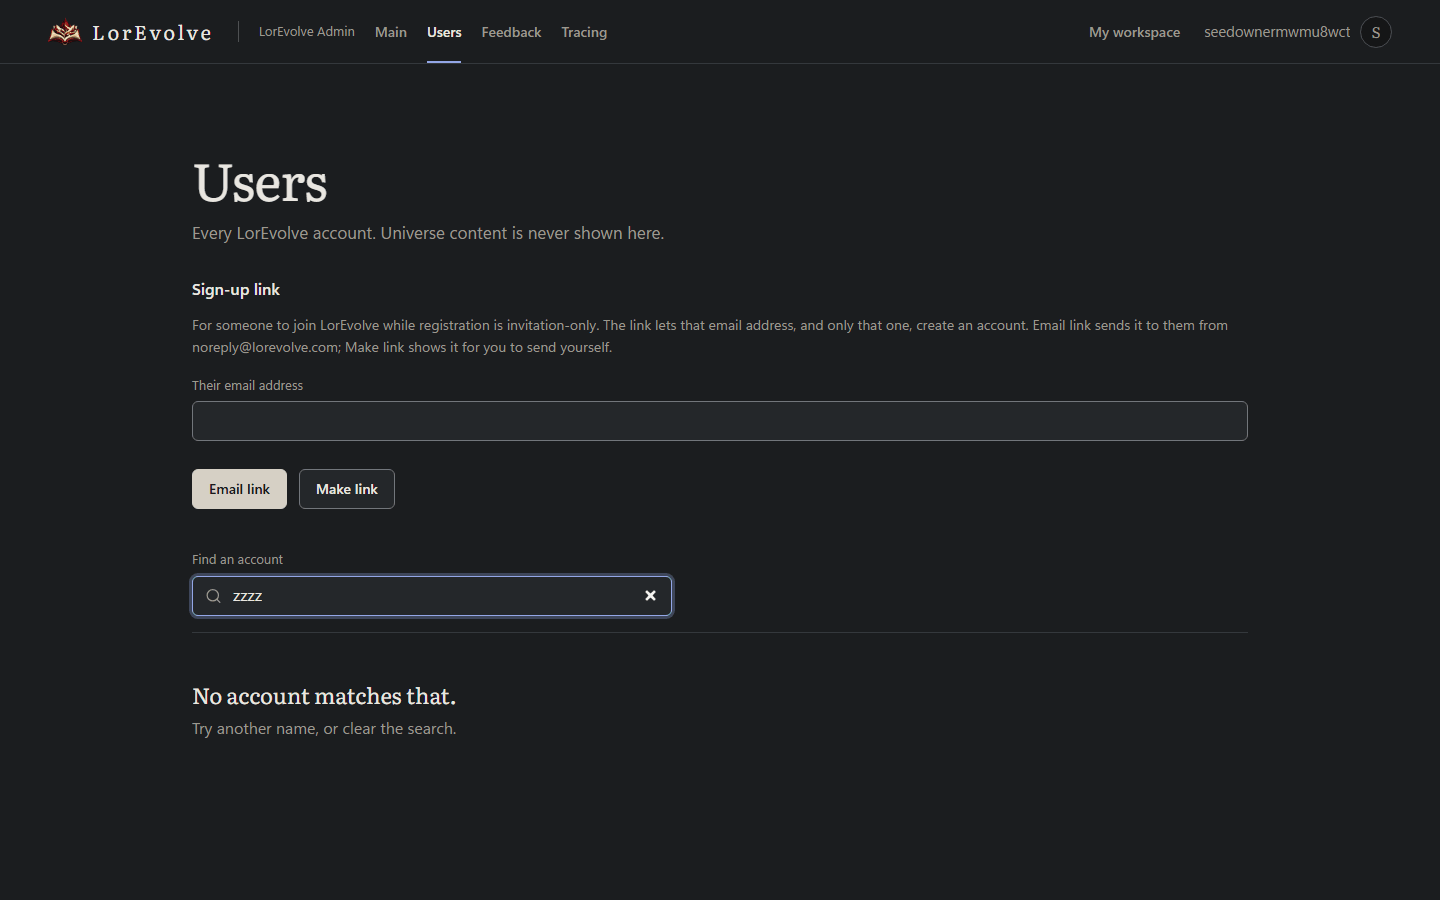 LorEvolve
LorEvolve Admin
Main
Users
Feedback
Tracing
My workspace
seedownermwmu8wct
S
Users
Every LorEvolve account. Universe content is never shown here.
Sign-up link
For someone to join LorEvolve while registration is invitation-only. The link lets that email address, and only that one, create an account. Email link sends it to them from
noreply@lorevolve.com; Make link shows it for you to send yourself.
Their email address
Email link
Make link
Find an account
zzzz
No account matches that.
Try another name, or clear the search.